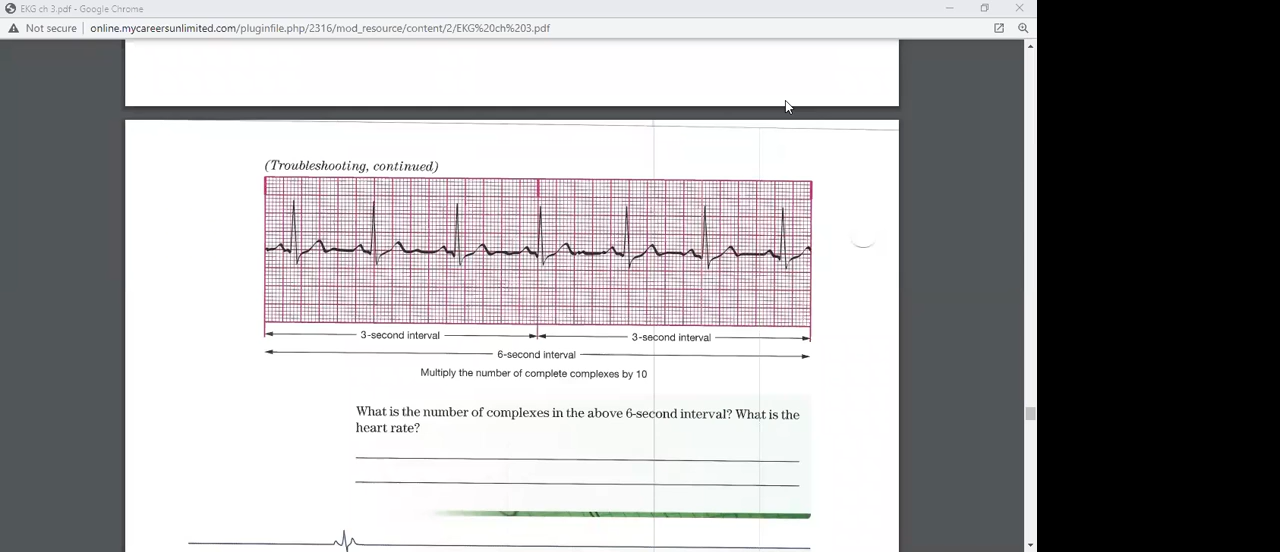 EKG ch 3.pdf - Google Chrome
Not secure | online.mycareersunlimited.com/pluginfile.php/2316/mod_resource/content/2/EKG%20ch%203.pdf
(Troubleshooting, continued)
3-second interval 3-second interval
6-second interval
Multiply the number of complete complexes by 10
What is the number of complexes in the above 6-second interval? What is the
heart rate?